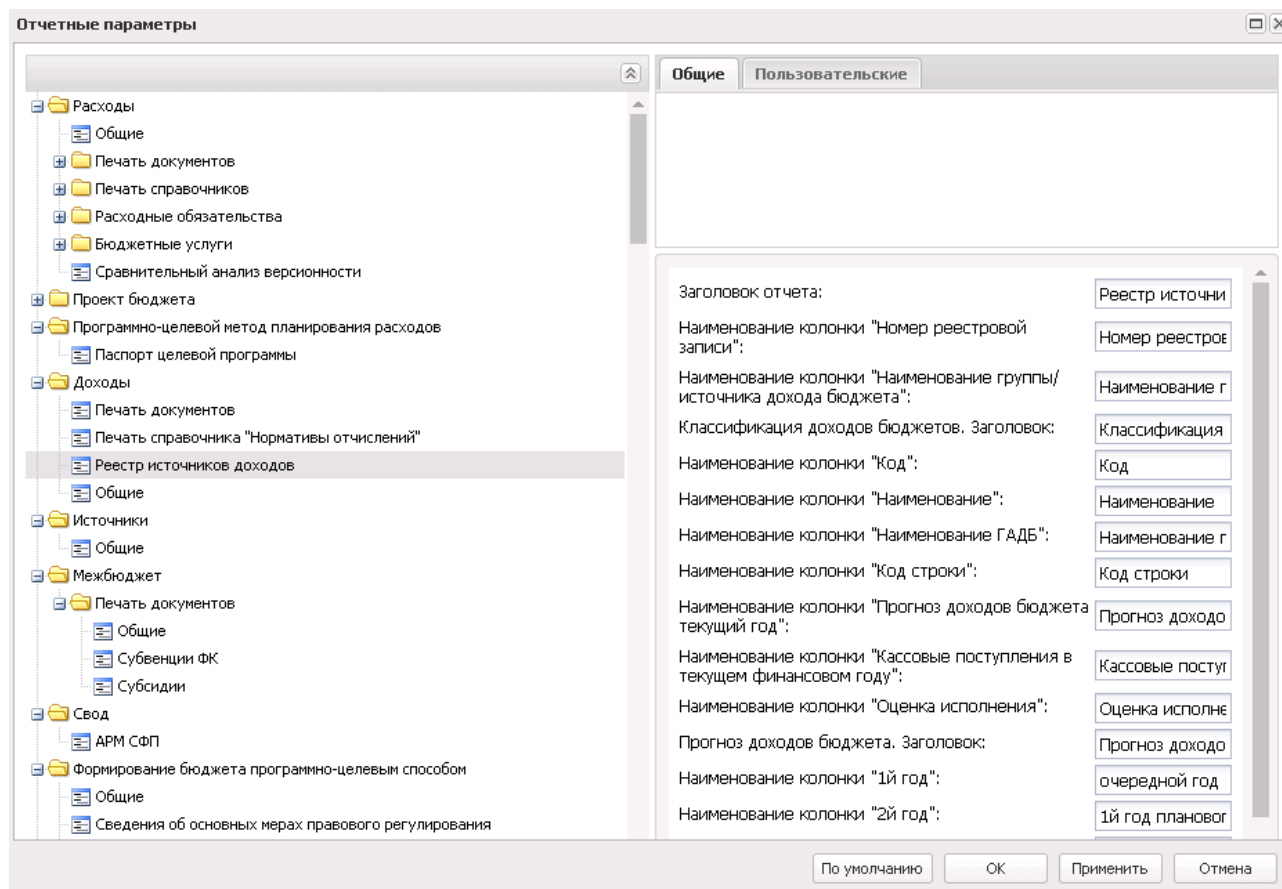 Отчетные параметры
Расходы
Общие
Печать документов
Печать справочников
Расходные обязательства
Бюджетные услуги
Сравнительный анализ версионности
Проект бюджета
Программно-целевой метод планирования расходов
Паспорт целевой программы
Доходы
Печать документов
Печать справочника "Нормативы отчислений"
Реестр источников доходов
Общие
Источники
Общие
Межбюджет
Печать документов
Общие
Субвенции ФК
Субсидии
Свод
АРМ СФП
Формирование бюджета программно-целевым способом
Общие
Сведения об основных мерах правового регулирования
Общие Пользовательские
Заголовок отчета: Реестр источни
Наименование колонки "Номер реестровой
записи": Номер реестров
Наименование колонки "Наименование группы/
источника дохода бюджета": Наименование г
Классификация доходов бюджетов. Заголовок: Классификация
Наименование колонки "Код": Код
Наименование колонки "Наименование": Наименование
Наименование колонки "Наименование ГАДБ": Наименование г
Наименование колонки "Код строки": Код строки
Наименование колонки "Прогноз доходов бюджета
текущий год": Прогноз доходо
Наименование колонки "Кассовые поступления в
текущем финансовом году": Кассовые поступ
Наименование колонки "Оценка исполнения": Оценка исполне
Прогноз доходов бюджета. Заголовок: Прогноз доходо
Наименование колонки "1й год": очередной год
Наименование колонки "2й год": 1й год плановог
По умолчанию ОК Применить Отмена